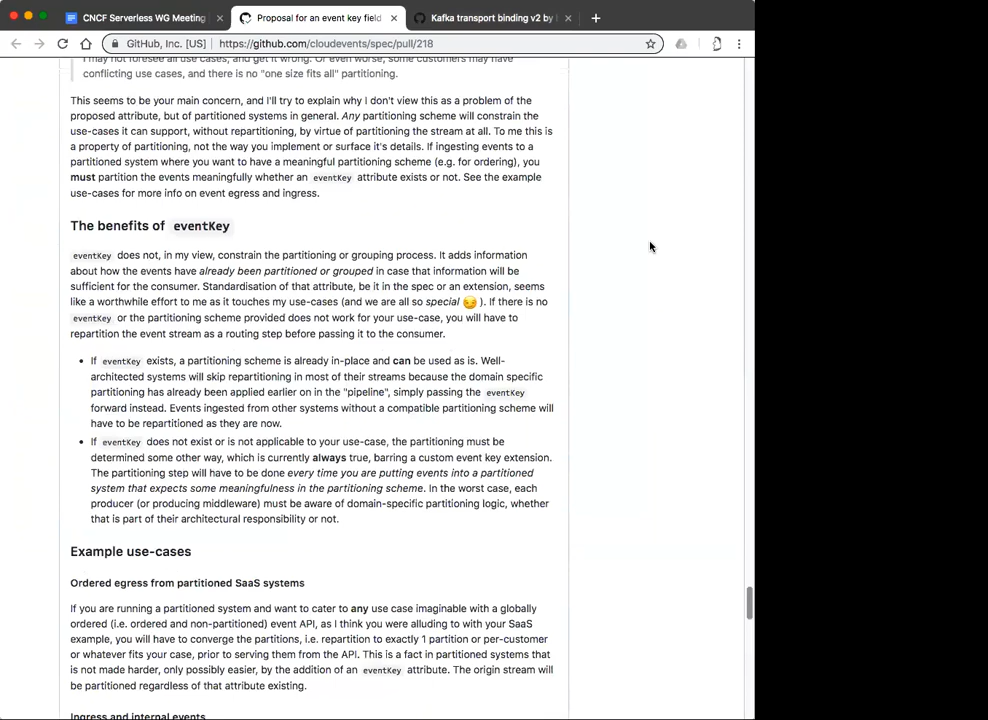 CNCF Serverless WG Meeting
Proposal for an event key field
Kafka transport binding v2 by
GitHub, Inc. [US]
https://github.com/cloudevents/spec/pull/218
I may not foresee all use cases, and get it wrong. Or even worse, some customers may have
conflicting use cases, and there is no "one size fits all" partitioning.
This seems to be your main concern, and I'll try to explain why I don't view this as a problem of the
proposed attribute, but of partitioned systems in general. Any partitioning scheme will constrain the
use-cases it can support, without repartitioning, by virtue of partitioning the stream at all. To me this is
a property of partitioning, not the way you implement or surface it's details. If ingesting events to a
partitioned system where you want to have a meaningful partitioning scheme (e.g. for ordering), you
must partition the events meaningfully whether an eventKey attribute exists or not. See the example
use-cases for more info on event egress and ingress.
The benefits of eventKey
eventKey does not, in my view, constrain the partitioning or grouping process. It adds information
about how the events have already been partitioned or grouped in case that information will be
sufficient for the consumer. Standardisation of that attribute, be it in the spec or an extension, seems
like a worthwhile effort to me as it touches my use-cases (and we are all so special 😏 ). If there is no
eventKey or the partitioning scheme provided does not work for your use-case, you will have to
repartition the event stream as a routing step before passing it to the consumer.
• If eventKey exists, a partitioning scheme is already in-place and can be used as is. Well-
architected systems will skip repartitioning in most of their streams because the domain specific
partitioning has already been applied earlier on in the "pipeline", simply passing the eventKey
forward instead. Events ingested from other systems without a compatible partitioning scheme will
have to be repartitioned as they are now.
• If eventKey does not exist or is not applicable to your use-case, the partitioning must be
determined some other way, which is currently always true, barring a custom event key extension.
The partitioning step will have to be done every time you are putting events into a partitioned
system that expects some meaningfulness in the partitioning scheme. In the worst case, each
producer (or producing middleware) must be aware of domain-specific partitioning logic, whether
that is part of their architectural responsibility or not.
Example use-cases
Ordered egress from partitioned SaaS systems
If you are running a partitioned system and want to cater to any use case imaginable with a globally
ordered (i.e. ordered and non-partitioned) event API, as I think you were alluding to with your SaaS
example, you will have to converge the partitions, i.e. repartition to exactly 1 partition or per-customer
or whatever fits your case, prior to serving them from the API. This is a fact in partitioned systems that
is not made harder, only possibly easier, by the addition of an eventKey attribute. The origin stream will
be partitioned regardless of that attribute existing.
Ingress and internal events